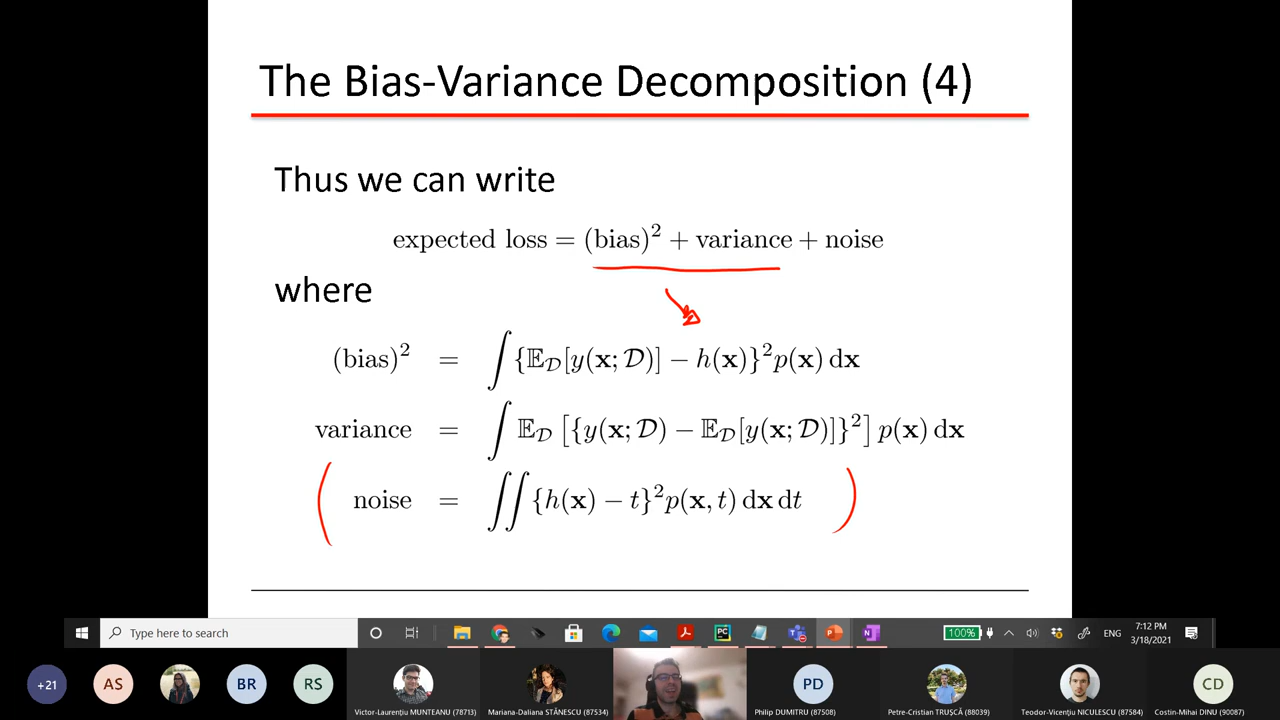 The Bias-Variance Decomposition (4)
Thus we can write
expected loss = (bias)² + variance + noise
where
(bias)² = ∫ {𝔼_𝒟[y(𝐱; 𝒟)] − h(𝐱)}² p(𝐱) d𝐱
variance = ∫ 𝔼_𝒟 [{y(𝐱; 𝒟) − 𝔼_𝒟[y(𝐱; 𝒟)]}²] p(𝐱) d𝐱
noise = ∬ {h(𝐱) − t}² p(𝐱, t) d𝐱 dt
Type here to search
100%
ENG
7:12 PM
3/18/2021
+21
AS
BR
RS
PD
CD
Victor-Laurențiu MUNTEANU (78713)
Mariana-Daliana STĂNESCU (87534)
Philip DUMITRU (87508)
Petre-Cristian TRUȘCĂ (88039)
Teodor-Vicențiu NICULESCU (87584)
Costin-Mihai DINU (90087)